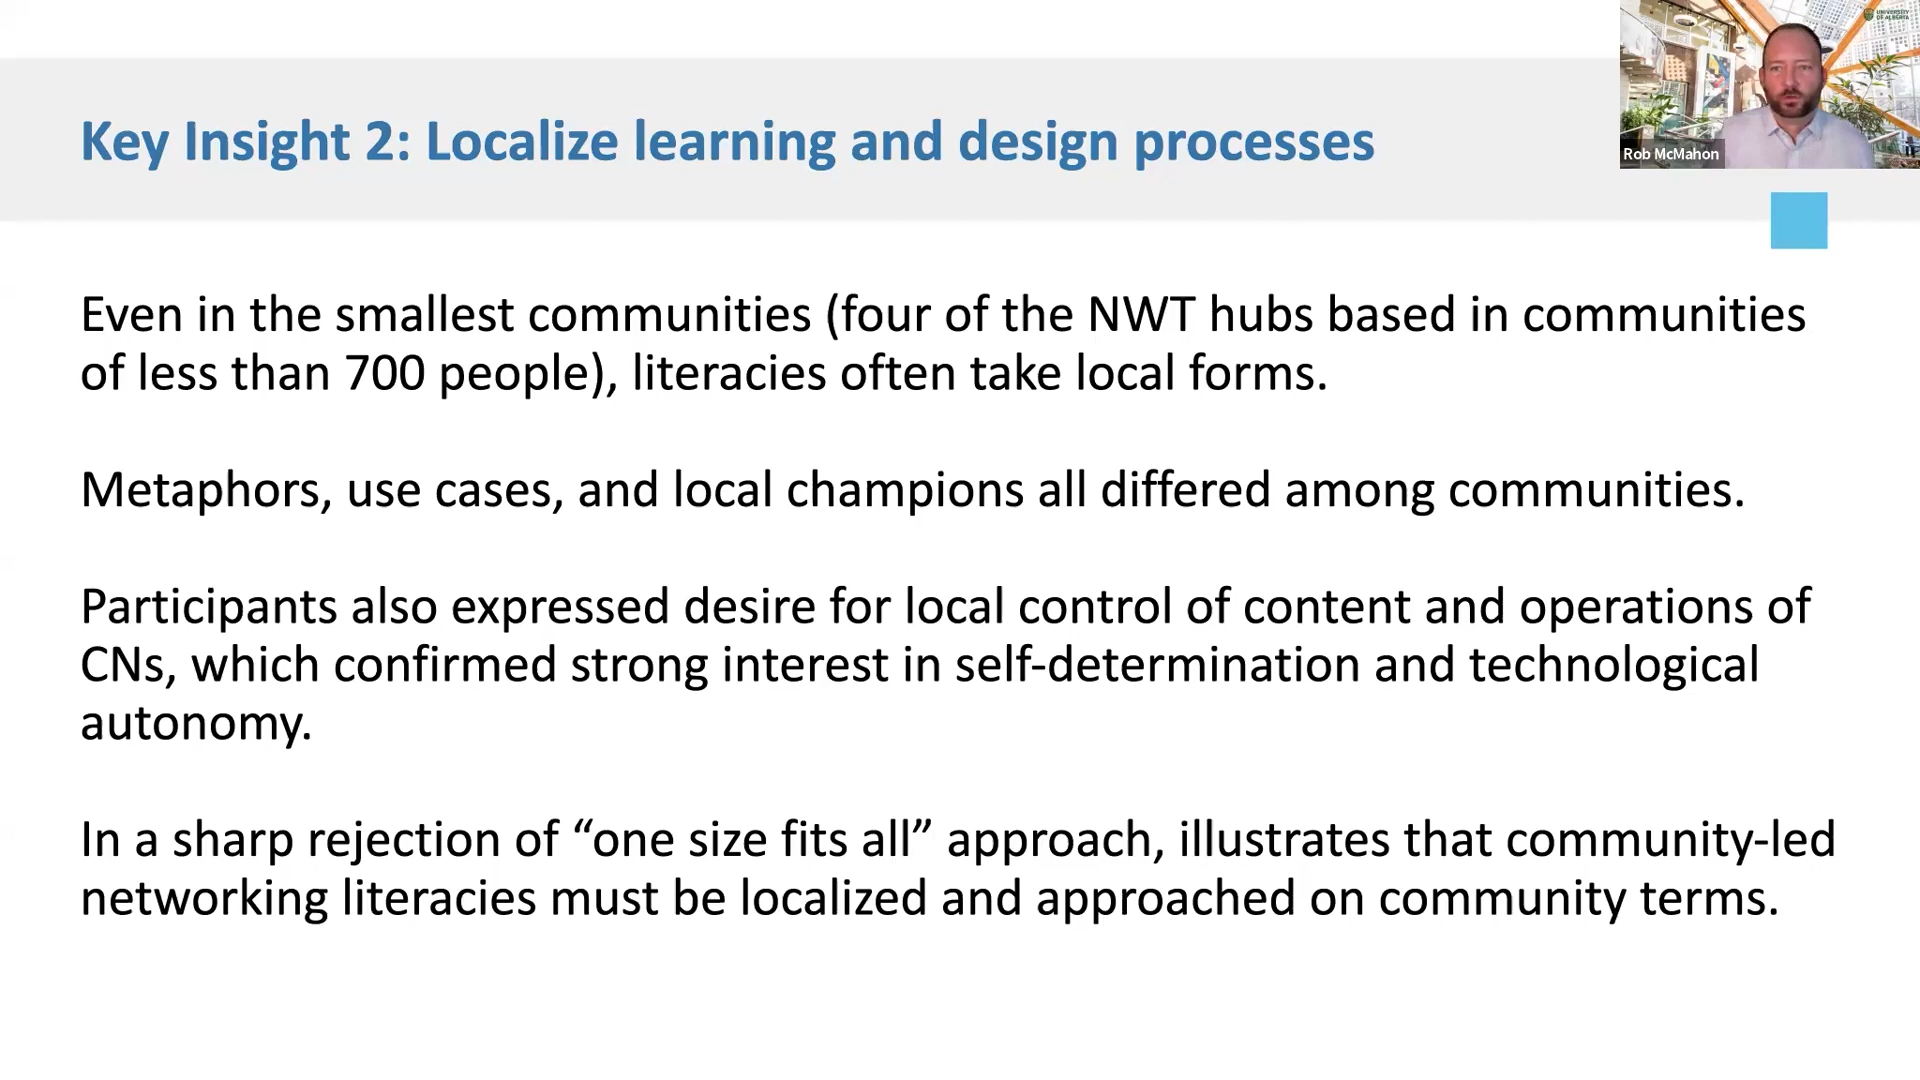 UNIVERSITY
OF ALBERTA
Rob McMahon
Key Insight 2: Localize learning and design processes
Even in the smallest communities (four of the NWT hubs based in communities
of less than 700 people), literacies often take local forms.
Metaphors, use cases, and local champions all differed among communities.
Participants also expressed desire for local control of content and operations of
CNs, which confirmed strong interest in self-determination and technological
autonomy.
In a sharp rejection of “one size fits all” approach, illustrates that community-led
networking literacies must be localized and approached on community terms.